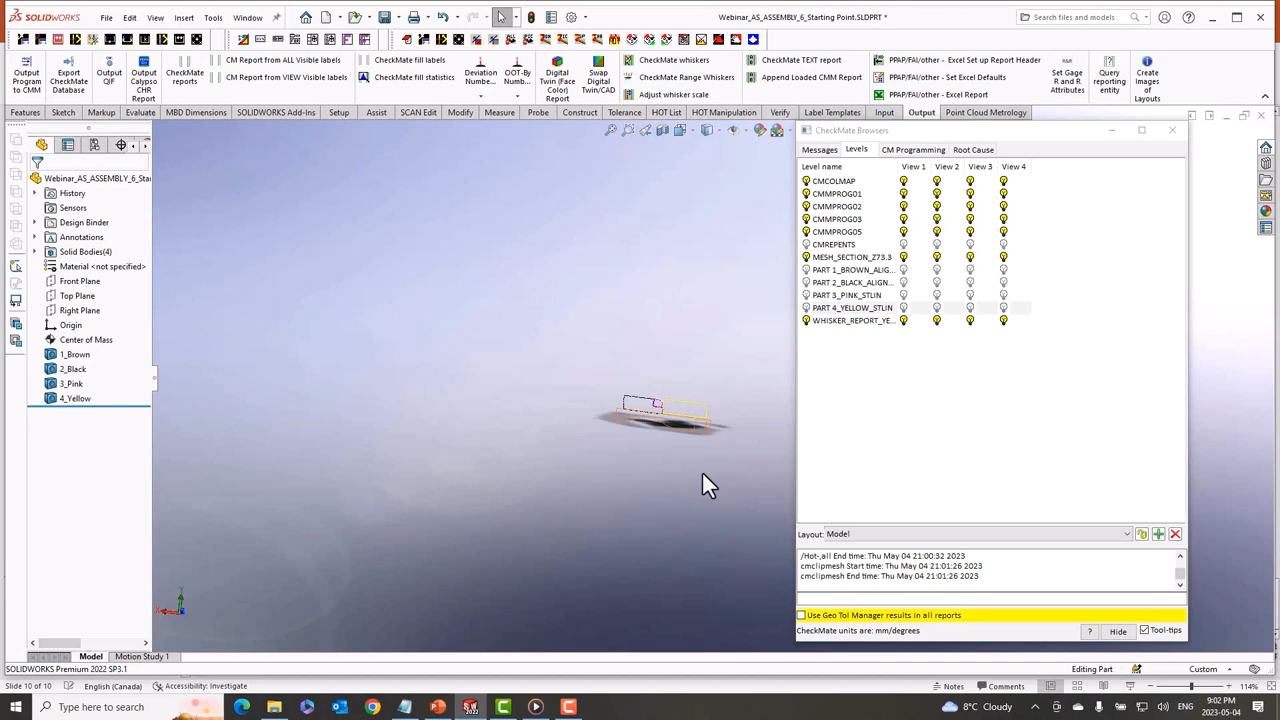 SOLIDWORKS File Edit View Insert Tools Window Webinar_AS_ASSEMBLY_6_Starting Point.SLDPRT * Search files and models
Output Program to CMM
Export CheckMate Database
Output QIF
Output Calypso CHR Report
CheckMate reports
CM Report from ALL Visible labels
CM Report from VIEW Visible labels
CheckMate fill labels
CheckMate fill statistics
Deviation Numbe...
OOT-By Numb...
Digital Twin (Face Color) Report
Swap Digital Twin/CAD
CheckMate whiskers
CheckMate Range Whiskers
Adjust whisker scale
CheckMate TEXT report
Append Loaded CMM Report
PPAP/FAI/other - Excel Set up Report Header
PPAP/FAI/other - Set Excel Defaults
PPAP/FAI/other - Excel Report
Set Gage R and R Attributes
Query reporting entity
Create Images of Layouts
Features Sketch Markup Evaluate MBD Dimensions SOLIDWORKS Add-Ins Setup Assist SCAN Edit Modify Measure Probe Construct Tolerance HOT List HOT Manipulation Verify Label Templates Output Point Cloud Metrology
Webinar_AS_ASSEMBLY_6_Sta
History
Sensors
Design Binder
Annotations
Solid Bodies(4)
Material <not specified>
Front Plane
Top Plane
Right Plane
Origin
Center of Mass
1_Brown
2_Black
3_Pink
4_Yellow
CheckMate Browsers
Messages Levels CM Programming Root Cause
Level name View 1 View 2 View 3 View 4
CMCOLMAP
CMMPROG01
CMMPROG02
CMMPROG03
CMMPROG05
CMREPENTS
MESH_SECTION_Z73.3
PART 1_BROWN_ALIG...
PART 2_BLACK_ALIGN...
PART 3_PINK_STLIN
PART 4_YELLOW_STLIN
WHISKER_REPORT_YE...
Layout: Model
/Hot-,all End time: Thu May 04 21:00:32 2023
cmclipmesh Start time: Thu May 04 21:01:26 2023
cmclipmesh End time: Thu May 04 21:01:26 2023
Use Geo Tol Manager results in all reports
CheckMate units are: mm/degrees ? Hide Tool-tips
Model Motion Study 1
SOLIDWORKS Premium 2022 SP3.1 Editing Part Custom
Slide 10 of 10 English (Canada) Accessibility: Investigate Notes Comments 114%
Type here to search 8°C Cloudy ENG 9:02 PM
2023-05-04